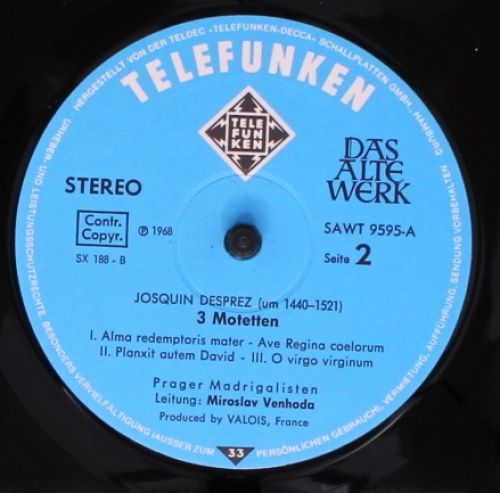 HERGESTELLT VON DER TELDEC »TELEFUNKEN-DECCA« SCHALLPLATTEN GMBH., HAMBURG
TELEFUNKEN
TELE
FUN
KEN
DAS
ALTE
WERK
STEREO
Contr.
Copyr.
℗ 1968
SX 188 - B
SAWT 9595-A
Seite 2
JOSQUIN DESPREZ (um 1440–1521)
3 Motetten
I. Alma redemptoris mater - Ave Regina coelorum
II. Planxit autem David - III. O virgo virginum
Prager Madrigalisten
Leitung: Miroslav Venhoda
Produced by VALOIS, France
33
URHEBER- UND LEISTUNGSSCHUTZRECHTE, BESONDERS VERVIELFÄLTIGUNG (AUSSER ZUM PERSÖNLICHEN GEBRAUCH), VERMIETUNG, AUFFÜHRUNG, SENDUNG VORBEHALTEN